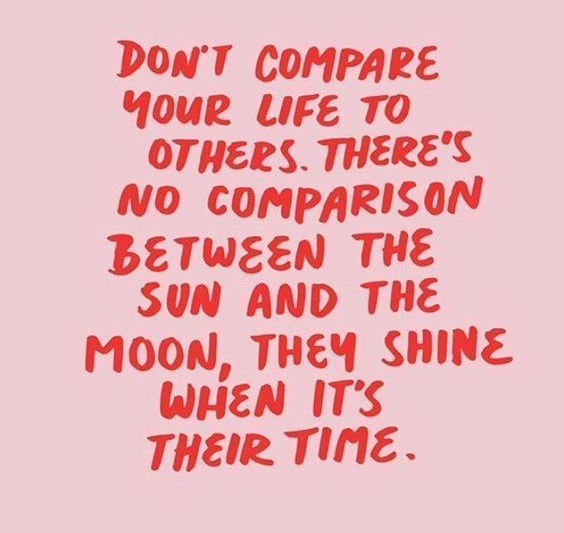 DON'T COMPARE
YOUR LIFE TO
OTHERS. THERE'S
NO COMPARISON
BETWEEN THE
SUN AND THE
MOON, THEY SHINE
WHEN IT'S
THEIR TIME.